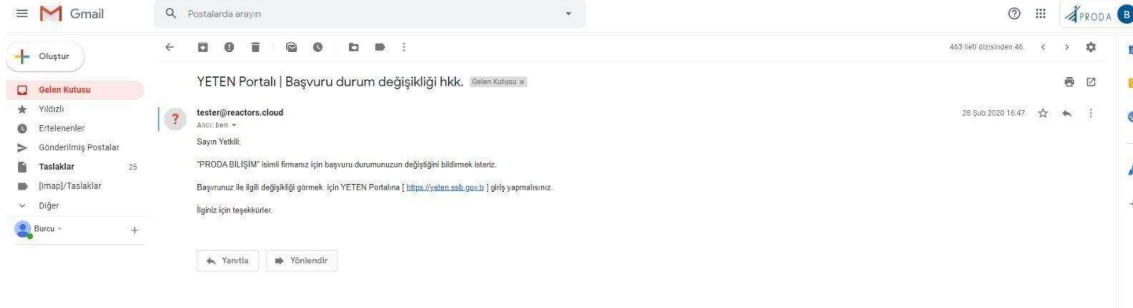 Gmail
Postalarda arayın
PRODA
B
Oluştur
463 ileti dizisinden 46.
Gelen Kutusu
Yıldızlı
Ertelenenler
Gönderilmiş Postalar
Taslaklar 25
[Imap]/Taslaklar
Diğer
Burcu
YETEN Portalı | Başvuru durum değişikliği hkk. Gelen Kutusu x
tester@reactors.cloud
28 Şub 2020 16:47
Alıcı: ben
Sayın Yetkili;
"PRODA BİLİŞİM" isimli firmanız için başvuru durumunuzun değiştiğini bildirmek isteriz.
Başvrunuz ile ilgili değişikliği görmek için YETEN Portalına [ https://yeten.ssb.gov.tr ] giriş yapmalısınız.
İlginiz için teşekkürler.
Yanıtla
Yönlendir